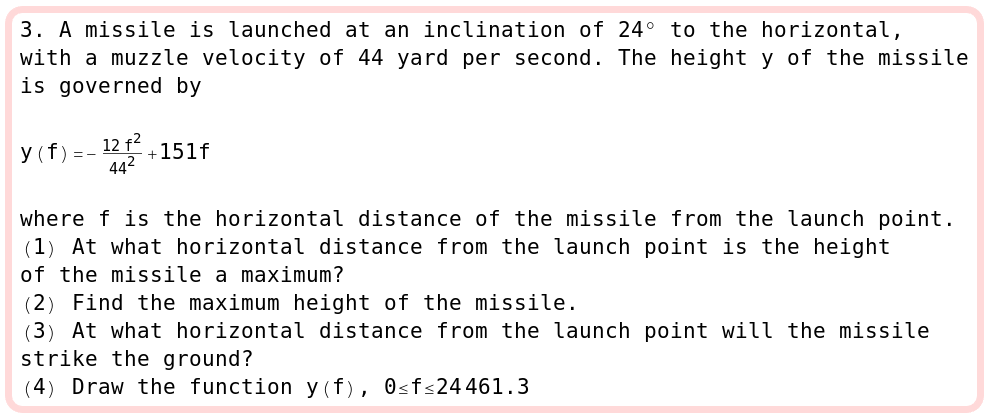 3. A missile is launched at an inclination of 24° to the horizontal,
with a muzzle velocity of 44 yard per second. The height y of the missile
is governed by
y(f)=-\frac{12 f^2}{44^2}+151f
where f is the horizontal distance of the missile from the launch point.
(1) At what horizontal distance from the launch point is the height
of the missile a maximum?
(2) Find the maximum height of the missile.
(3) At what horizontal distance from the launch point will the missile
strike the ground?
(4) Draw the function y(f), 0≤f≤24461.3